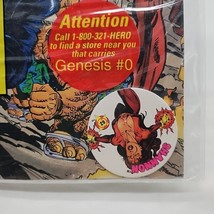 Attention
Call 1-800-321-HERO
to find a store near you
that carries
Genesis #0